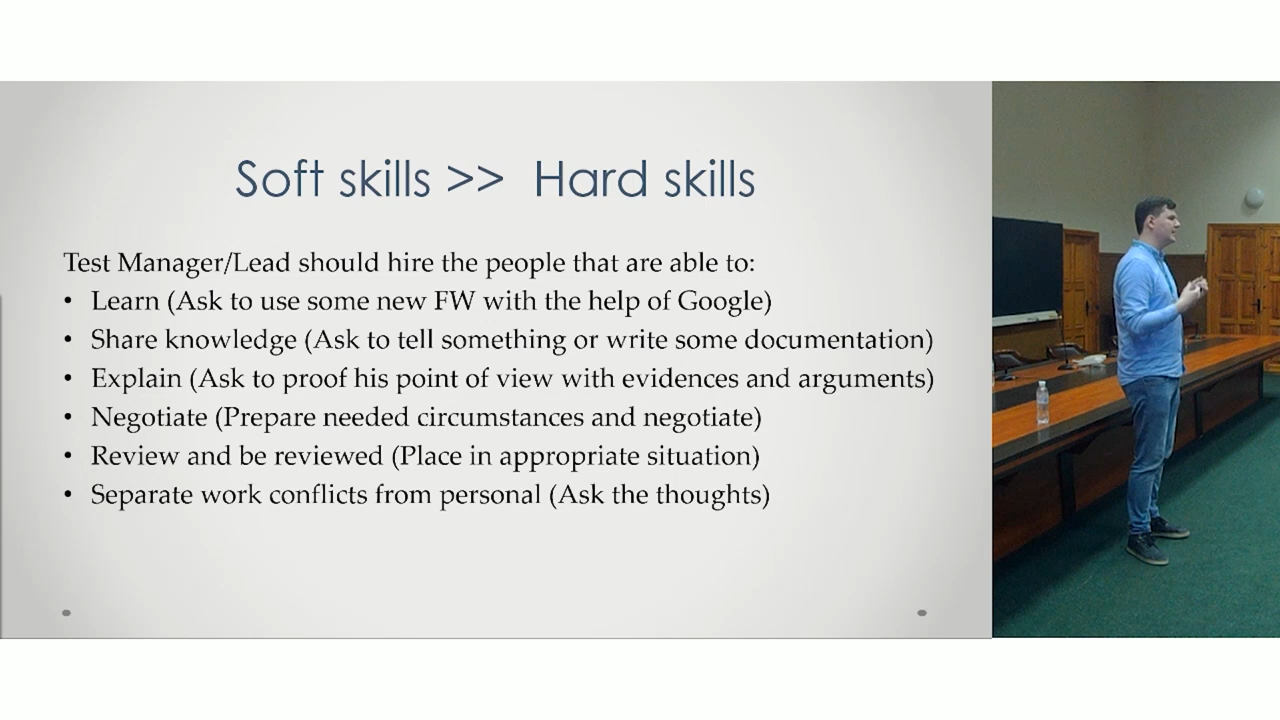 Soft skills >> Hard skills
Test Manager/Lead should hire the people that are able to:
• Learn (Ask to use some new FW with the help of Google)
• Share knowledge (Ask to tell something or write some documentation)
• Explain (Ask to proof his point of view with evidences and arguments)
• Negotiate (Prepare needed circumstances and negotiate)
• Review and be reviewed (Place in appropriate situation)
• Separate work conflicts from personal (Ask the thoughts)